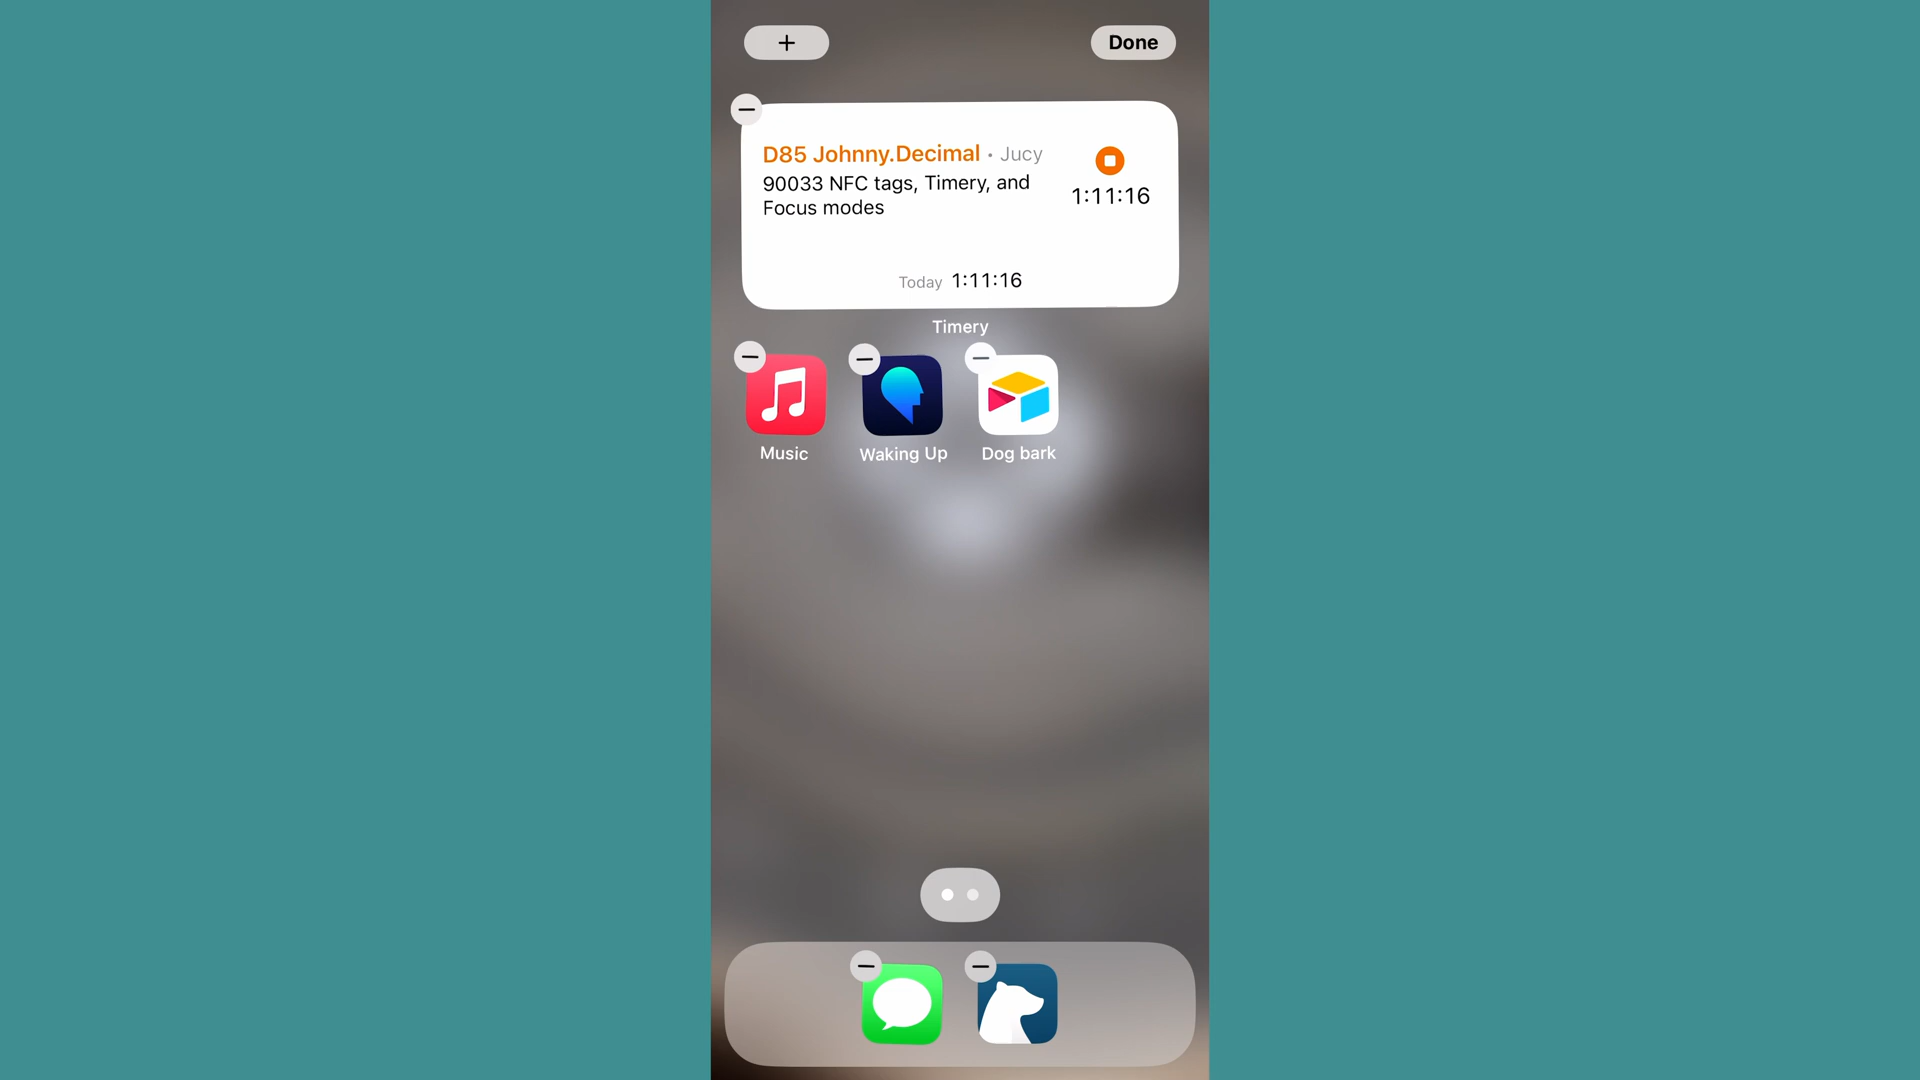 +
Done
D85 Johnny.Decimal • Jucy
90033 NFC tags, Timery, and
Focus modes
1:11:16
Today 1:11:16
Timery
Music
Waking Up
Dog bark